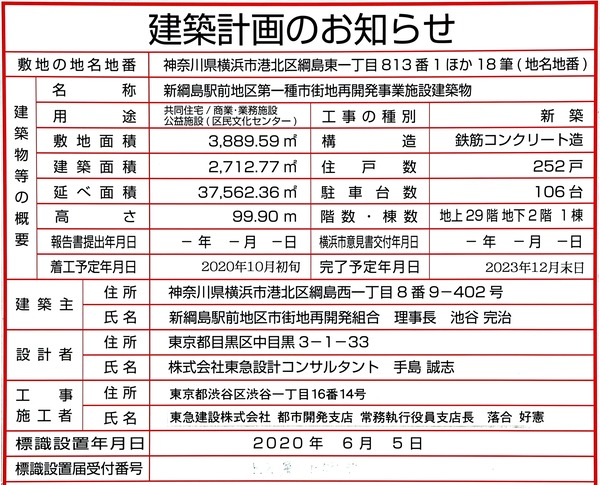 建築計画のお知らせ
敷地の地名地番 神奈川県横浜市港北区綱島東一丁目813番1ほか18筆(地名地番)
建築物等の概要
名称 新綱島駅前地区第一種市街地再開発事業施設建築物
用途 共同住宅/商業・業務施設 公益施設(区民文化センター) 工事の種別 新築
敷地面積 3,889.59㎡ 構造 鉄筋コンクリート造
建築面積 2,712.77㎡ 住戸数 252戸
延べ面積 37,562.36㎡ 駐車台数 106台
高さ 99.90m 階数・棟数 地上29階 地下2階 1棟
報告書提出年月日 -年 -月 -日 横浜市意見書交付年月日 -年 -月 -日
着工予定年月日 2020年10月初旬 完了予定年月日 2023年12月末日
建築主 住所 神奈川県横浜市港北区綱島西一丁目8番9-402号
氏名 新綱島駅前地区市街地再開発組合 理事長 池谷 完治
設計者 住所 東京都目黒区中目黒3-1-33
氏名 株式会社東急設計コンサルタント 手島 誠志
工事施工者 住所 東京都渋谷区渋谷一丁目16番14号
氏名 東急建設株式会社 都市開発支店 常務執行役員支店長 落合 好憲
標識設置年月日 2020年 6月 5日
標識設置届受付番号